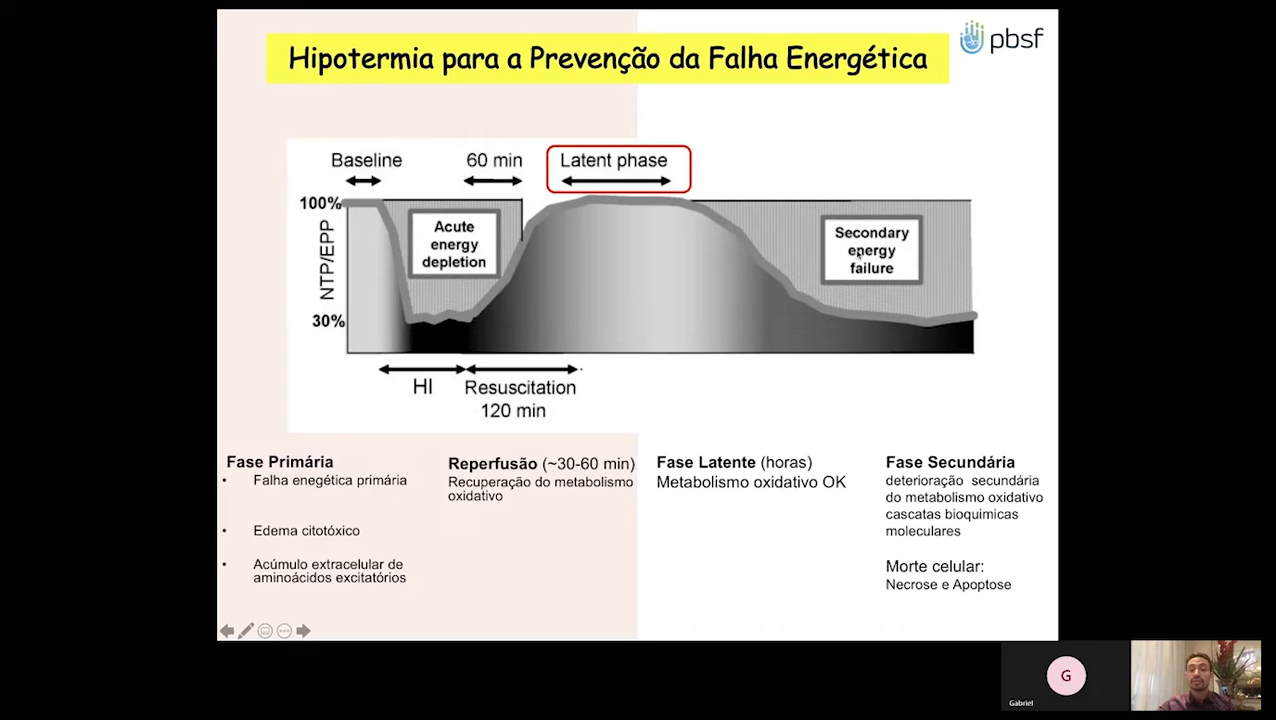 Hipotermia para a Prevenção da Falha Energética
pbsf
Baseline
60 min
Latent phase
100%
NTP/EPP
30%
Acute
energy
depletion
Secondary
energy
failure
HI
Resuscitation
120 min
Fase Primária
• Falha enegética primária
• Edema citotóxico
• Acúmulo extracelular de
aminoácidos excitatórios
Reperfusão (~30-60 min)
Recuperação do metabolismo
oxidativo
Fase Latente (horas)
Metabolismo oxidativo OK
Fase Secundária
deterioração secundária
do metabolismo oxidativo
cascatas bioquimicas
moleculares
Morte celular:
Necrose e Apoptose
G
Gabriel